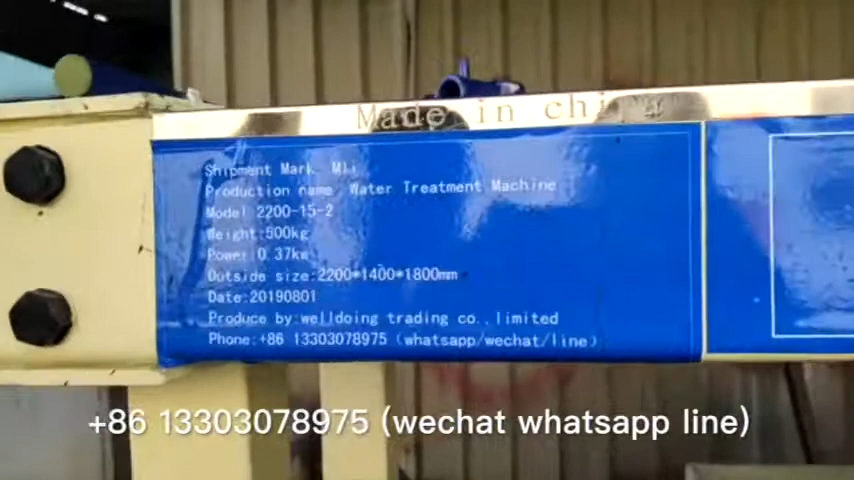 Made in china
Shipment Mark Mli
Production name Water Treatment Machine
Model 2200-15-2
Weight:500kg
Power:0.37kw
Outside size:2200*1400*1800mm
Date:20190801
Produce by:welldoing trading co.,limited
Phone:+86 13303078975 (whatsapp/wechat/line)
+86 13303078975 (wechat whatsapp line)